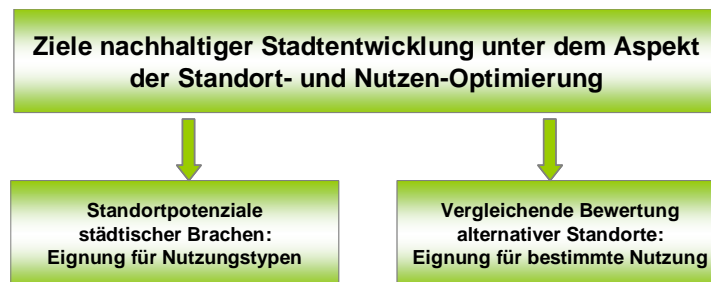 Ziele nachhaltiger Stadtentwicklung unter dem Aspekt
der Standort- und Nutzen-Optimierung
Standortpotenziale
städtischer Brachen:
Eignung für Nutzungstypen
Vergleichende Bewertung
alternativer Standorte:
Eignung für bestimmte Nutzung